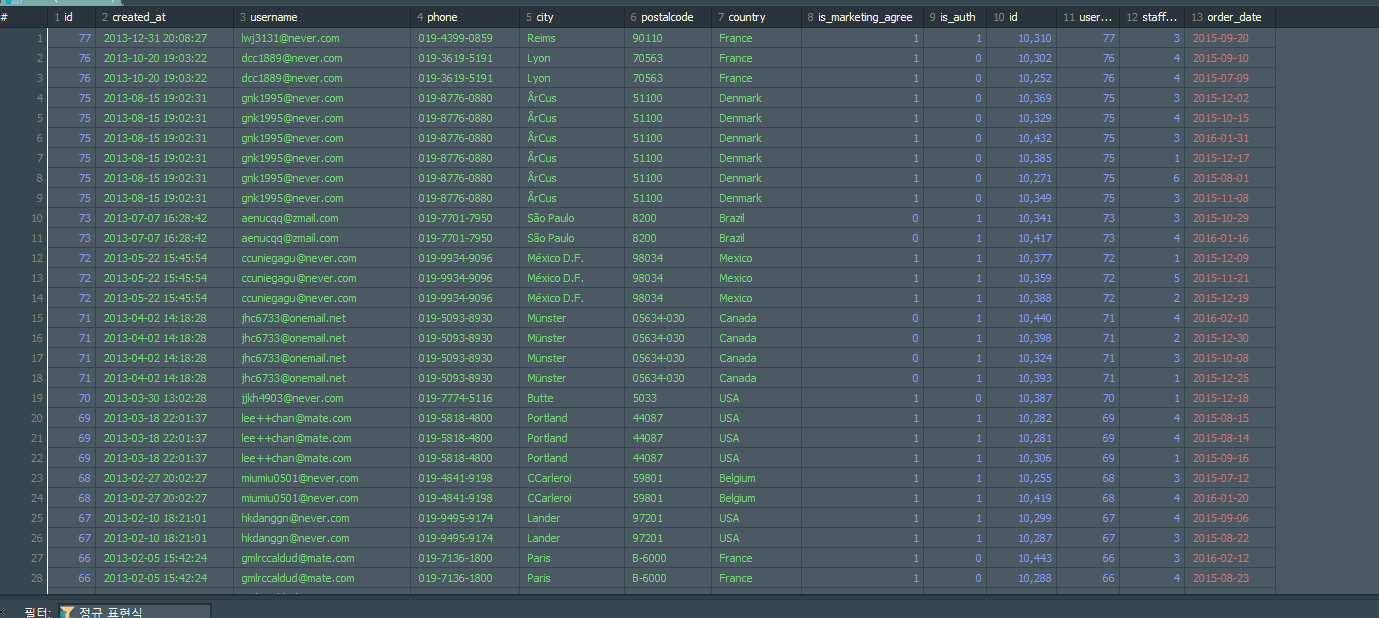 # 1 id 2 created_at 3 username 4 phone 5 city 6 postalcode 7 country 8 is_marketing_agree 9 is_auth 10 id 11 user... 12 staff... 13 order_date
1 77 2013-12-31 20:08:27 lwj3131@never.com 019-4399-0859 Reims 90110 France 1 1 10,310 77 3 2015-09-20
2 76 2013-10-20 19:03:22 dcc1889@never.com 019-3619-5191 Lyon 70563 France 1 0 10,302 76 4 2015-09-10
3 76 2013-10-20 19:03:22 dcc1889@never.com 019-3619-5191 Lyon 70563 France 1 0 10,252 76 4 2015-07-09
4 75 2013-08-15 19:02:31 gnk1995@never.com 019-8776-0880 ÅrCus 51100 Denmark 1 0 10,369 75 3 2015-12-02
5 75 2013-08-15 19:02:31 gnk1995@never.com 019-8776-0880 ÅrCus 51100 Denmark 1 0 10,329 75 4 2015-10-15
6 75 2013-08-15 19:02:31 gnk1995@never.com 019-8776-0880 ÅrCus 51100 Denmark 1 0 10,432 75 3 2016-01-31
7 75 2013-08-15 19:02:31 gnk1995@never.com 019-8776-0880 ÅrCus 51100 Denmark 1 0 10,385 75 1 2015-12-17
8 75 2013-08-15 19:02:31 gnk1995@never.com 019-8776-0880 ÅrCus 51100 Denmark 1 0 10,271 75 6 2015-08-01
9 75 2013-08-15 19:02:31 gnk1995@never.com 019-8776-0880 ÅrCus 51100 Denmark 1 0 10,349 75 3 2015-11-08
10 73 2013-07-07 16:28:42 aenucqq@zmail.com 019-7701-7950 São Paulo 8200 Brazil 0 1 10,341 73 3 2015-10-29
11 73 2013-07-07 16:28:42 aenucqq@zmail.com 019-7701-7950 São Paulo 8200 Brazil 0 1 10,417 73 4 2016-01-16
12 72 2013-05-22 15:45:54 ccuniegagu@never.com 019-9934-9096 México D.F. 98034 Mexico 1 1 10,377 72 1 2015-12-09
13 72 2013-05-22 15:45:54 ccuniegagu@never.com 019-9934-9096 México D.F. 98034 Mexico 1 1 10,359 72 5 2015-11-21
14 72 2013-05-22 15:45:54 ccuniegagu@never.com 019-9934-9096 México D.F. 98034 Mexico 1 1 10,388 72 2 2015-12-19
15 71 2013-04-02 14:18:28 jhc6733@onemail.net 019-5093-8930 Münster 05634-030 Canada 0 1 10,440 71 4 2016-02-10
16 71 2013-04-02 14:18:28 jhc6733@onemail.net 019-5093-8930 Münster 05634-030 Canada 0 1 10,398 71 2 2015-12-30
17 71 2013-04-02 14:18:28 jhc6733@onemail.net 019-5093-8930 Münster 05634-030 Canada 0 1 10,324 71 3 2015-10-08
18 71 2013-04-02 14:18:28 jhc6733@onemail.net 019-5093-8930 Münster 05634-030 Canada 0 1 10,393 71 1 2015-12-25
19 70 2013-03-30 13:02:28 jjkh4903@never.com 019-7774-5116 Butte 5033 USA 1 0 10,387 70 1 2015-12-18
20 69 2013-03-18 22:01:37 lee++chan@mate.com 019-5818-4800 Portland 44087 USA 1 1 10,282 69 4 2015-08-15
21 69 2013-03-18 22:01:37 lee++chan@mate.com 019-5818-4800 Portland 44087 USA 1 1 10,281 69 4 2015-08-14
22 69 2013-03-18 22:01:37 lee++chan@mate.com 019-5818-4800 Portland 44087 USA 1 1 10,306 69 1 2015-09-16
23 68 2013-02-27 20:02:27 miumiu0501@never.com 019-4841-9198 CCarleroi 59801 Belgium 1 1 10,255 68 3 2015-07-12
24 68 2013-02-27 20:02:27 miumiu0501@never.com 019-4841-9198 CCarleroi 59801 Belgium 1 1 10,419 68 4 2016-01-20
25 67 2013-02-10 18:21:01 hkdanggn@never.com 019-9495-9174 Lander 97201 USA 1 1 10,299 67 4 2015-09-06
26 67 2013-02-10 18:21:01 hkdanggn@never.com 019-9495-9174 Lander 97201 USA 1 1 10,287 67 3 2015-08-22
27 66 2013-02-05 15:42:24 gmlrccaldud@mate.com 019-7136-1800 Paris B-6000 France 1 0 10,443 66 3 2016-02-12
28 66 2013-02-05 15:42:24 gmlrccaldud@mate.com 019-7136-1800 Paris B-6000 France 1 0 10,288 66 4 2015-08-23
필터: 정규 표현식